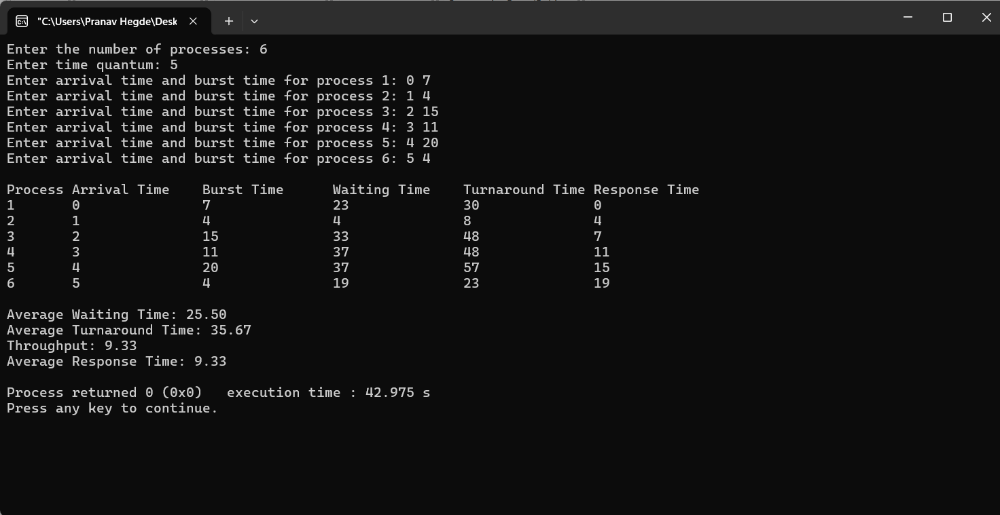 "C:\Users\Pranav Hegde\Desk
Enter the number of processes: 6
Enter time quantum: 5
Enter arrival time and burst time for process 1: 0 7
Enter arrival time and burst time for process 2: 1 4
Enter arrival time and burst time for process 3: 2 15
Enter arrival time and burst time for process 4: 3 11
Enter arrival time and burst time for process 5: 4 20
Enter arrival time and burst time for process 6: 5 4
Process Arrival Time    Burst Time      Waiting Time    Turnaround Time Response Time
1       0               7               23              30              0
2       1               4               4               8               4
3       2               15              33              48              7
4       3               11              37              48              11
5       4               20              37              57              15
6       5               4               19              23              19
Average Waiting Time: 25.50
Average Turnaround Time: 35.67
Throughput: 9.33
Average Response Time: 9.33
Process returned 0 (0x0)   execution time : 42.975 s
Press any key to continue.